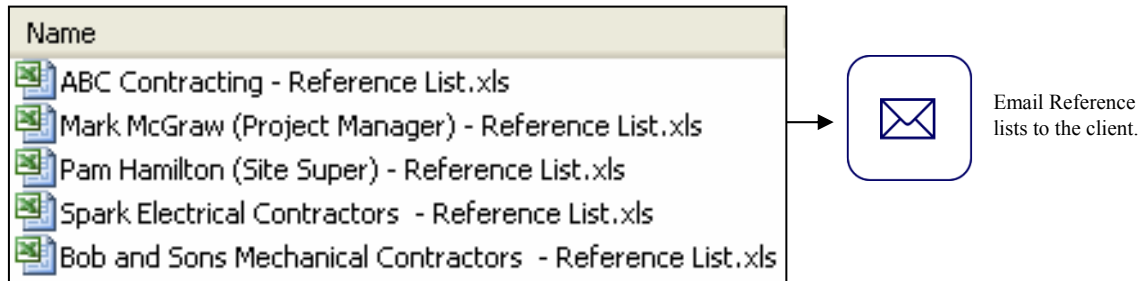 Name
ABC Contracting - Reference List.xls
Mark McGraw (Project Manager) - Reference List.xls
Pam Hamilton (Site Super) - Reference List.xls
Spark Electrical Contractors  - Reference List.xls
Bob and Sons Mechanical Contractors  - Reference List.xls
Email Reference
lists to the client.